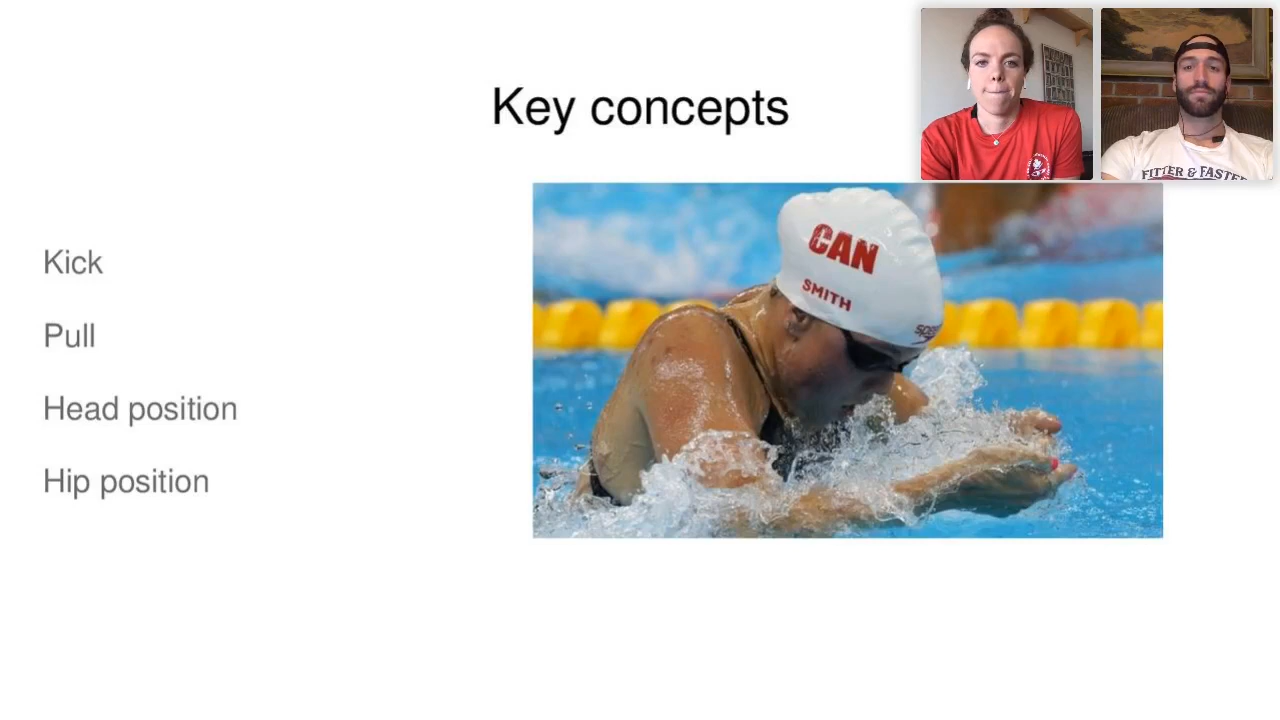 Key concepts
FITTER & FASTER
Kick
Pull
Head position
Hip position
CAN
SMITH